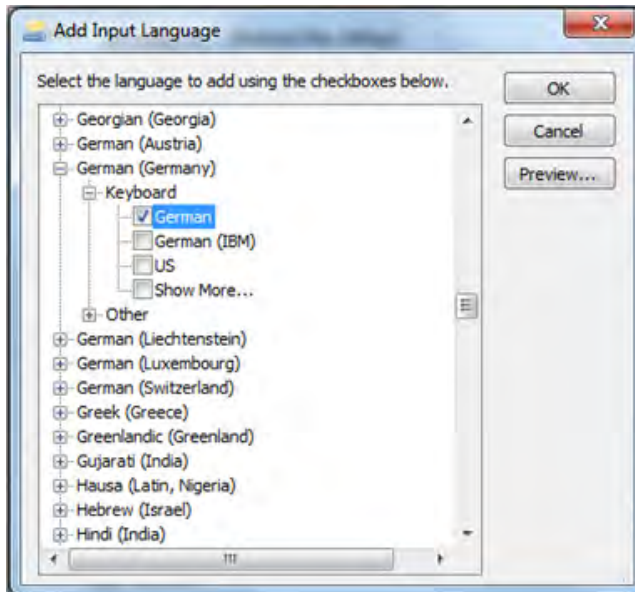 Add Input Language
Select the language to add using the checkboxes below.
OK
Cancel
Preview...
Georgian (Georgia)
German (Austria)
German (Germany)
Keyboard
German
German (IBM)
US
Show More...
Other
German (Liechtenstein)
German (Luxembourg)
German (Switzerland)
Greek (Greece)
Greenlandic (Greenland)
Gujarati (India)
Hausa (Latin, Nigeria)
Hebrew (Israel)
Hindi (India)